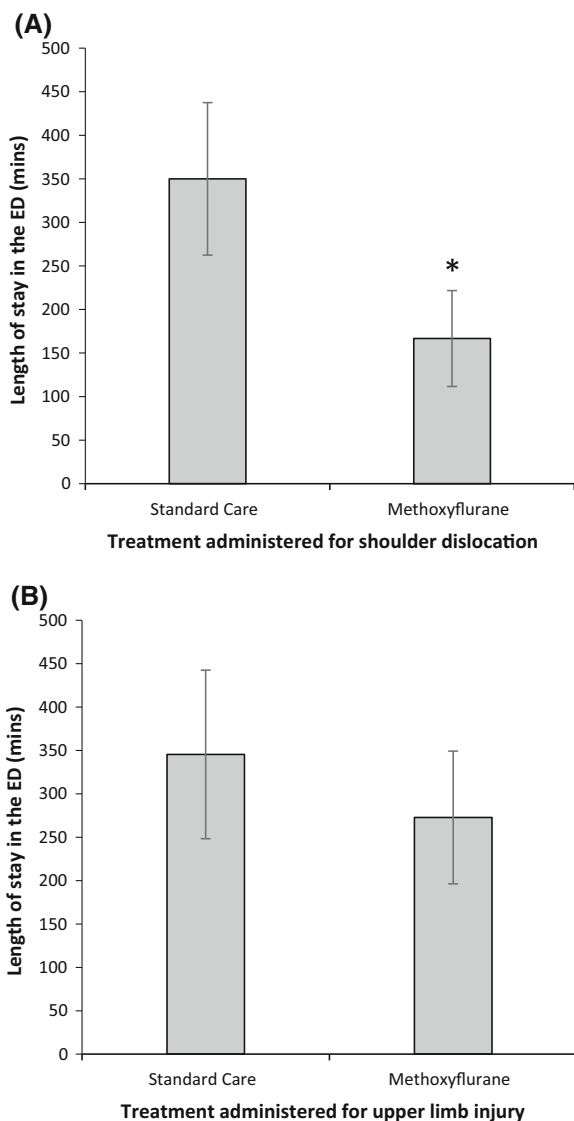 (A)
Length of stay in the ED (mins)
500
450
400
350
300
250
200
150
100
50
0
*
Standard Care
Methoxyflurane
Treatment administered for shoulder dislocation
(B)
Length of stay in the ED (mins)
500
450
400
350
300
250
200
150
100
50
0
Standard Care
Methoxyflurane
Treatment administered for upper limb injury